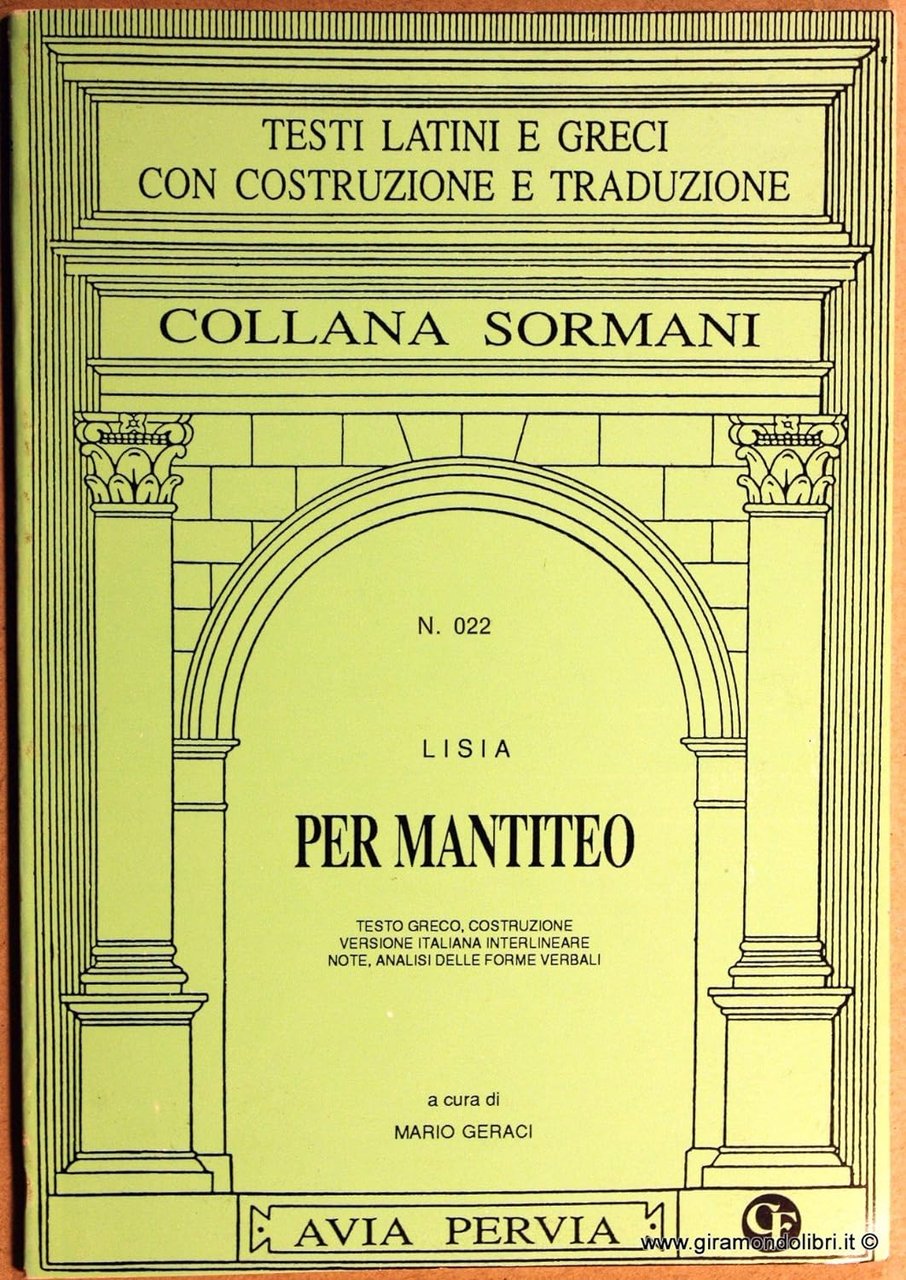 TESTI LATINI E GRECI
CON COSTRUZIONE E TRADUZIONE
COLLANA SORMANI
N. 022
LISIA
PER MANTITEO
TESTO GRECO, COSTRUZIONE
VERSIONE ITALIANA INTERLINEARE
NOTE, ANALISI DELLE FORME VERBALI
a cura di
MARIO GERACI
AVIA PERVIA
CF
www.giramondolibri.it ©